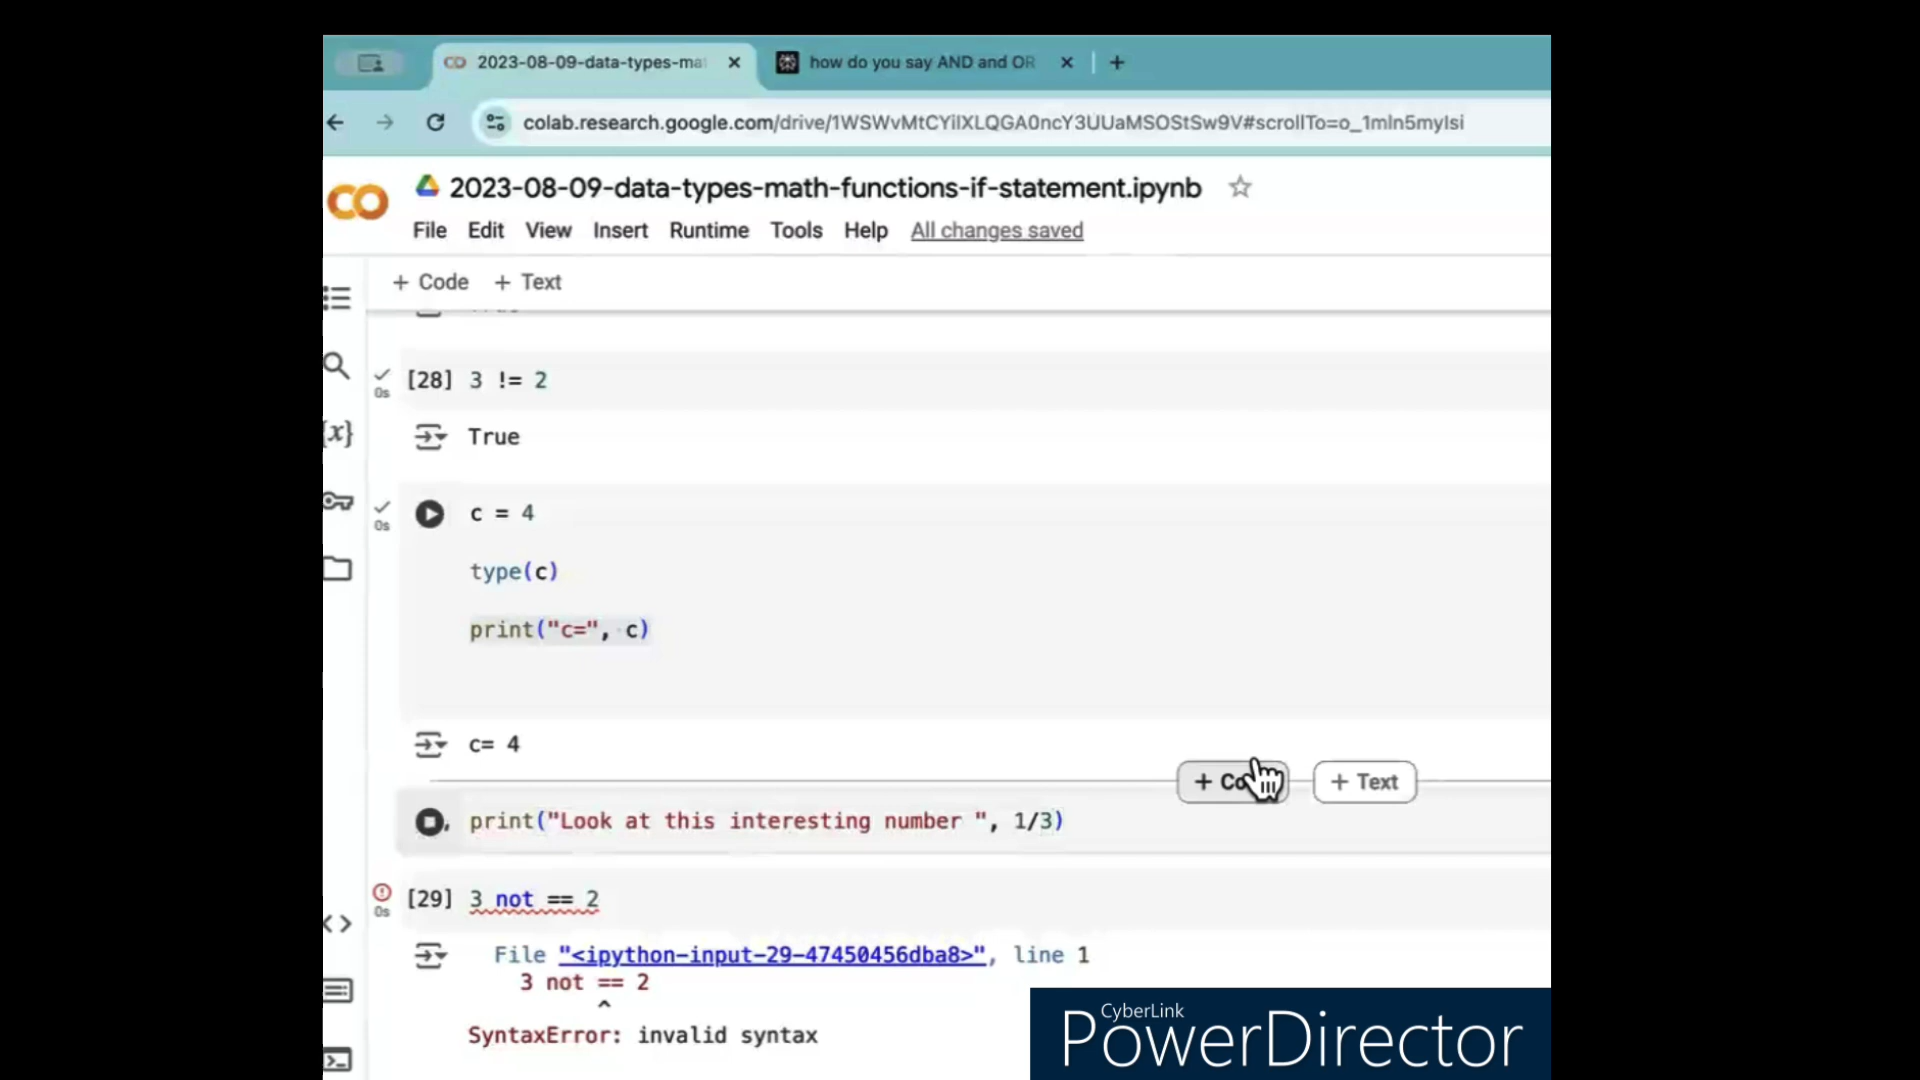 2023-08-09-data-types-ma
how do you say AND and OR
colab.research.google.com/drive/1WSWvMtCYilXLQGA0ncY3UUaMSOStSw9V#scrollTo=o_1mln5mylsi
CO
2023-08-09-data-types-math-functions-if-statement.ipynb
File Edit View Insert Runtime Tools Help All changes saved
+ Code + Text
[28] 3 != 2
0s
{x}
True
c = 4
0s
type(c)
print("c=", c)
c= 4
+ Co
+ Text
print("Look at this interesting number ", 1/3)
[29] 3 not == 2
0s
File "<ipython-input-29-47450456dba8>", line 1
3 not == 2
^
SyntaxError: invalid syntax
CyberLink
PowerDirector